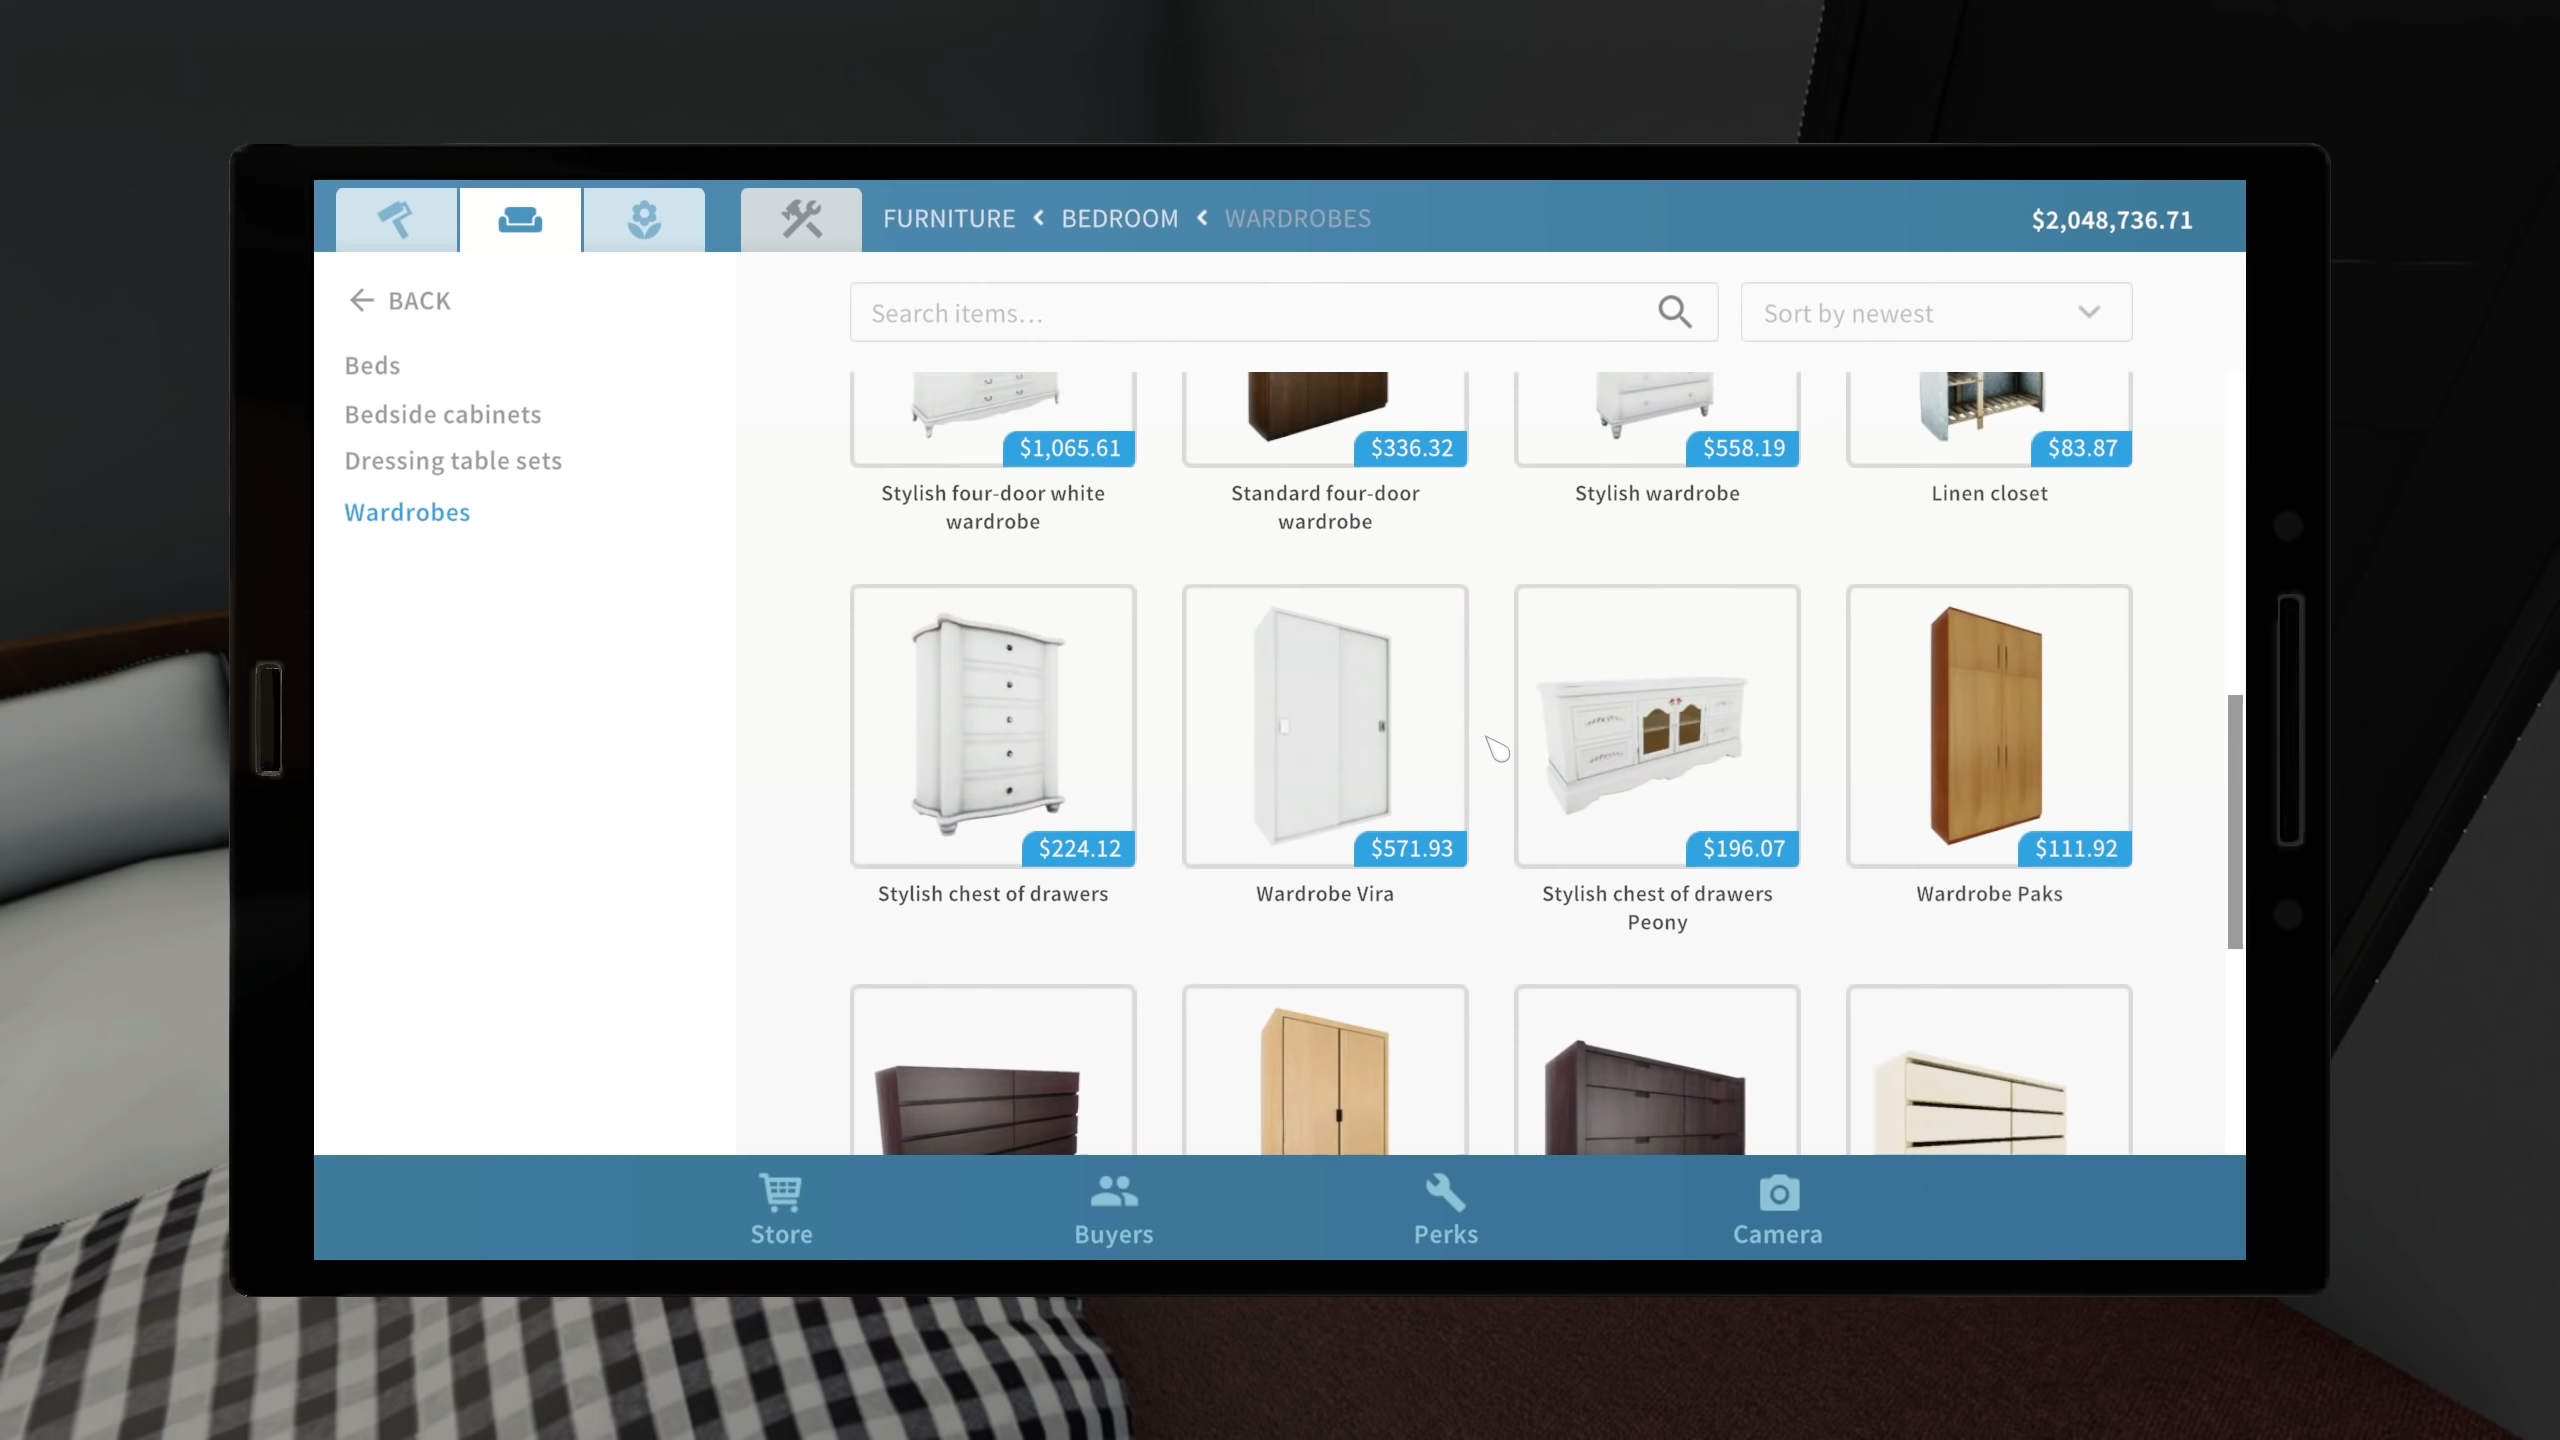 FURNITURE < BEDROOM < WARDROBES
$2,048,736.71
BACK
Search items...
Sort by newest
Beds
Bedside cabinets
Dressing table sets
Wardrobes
$1,065.61
$336.32
$558.19
$83.87
Stylish four-door white
wardrobe
Standard four-door
wardrobe
Stylish wardrobe
Linen closet
$224.12
$571.93
$196.07
$111.92
Stylish chest of drawers
Wardrobe Vira
Stylish chest of drawers
Peony
Wardrobe Paks
Store
Buyers
Perks
Camera